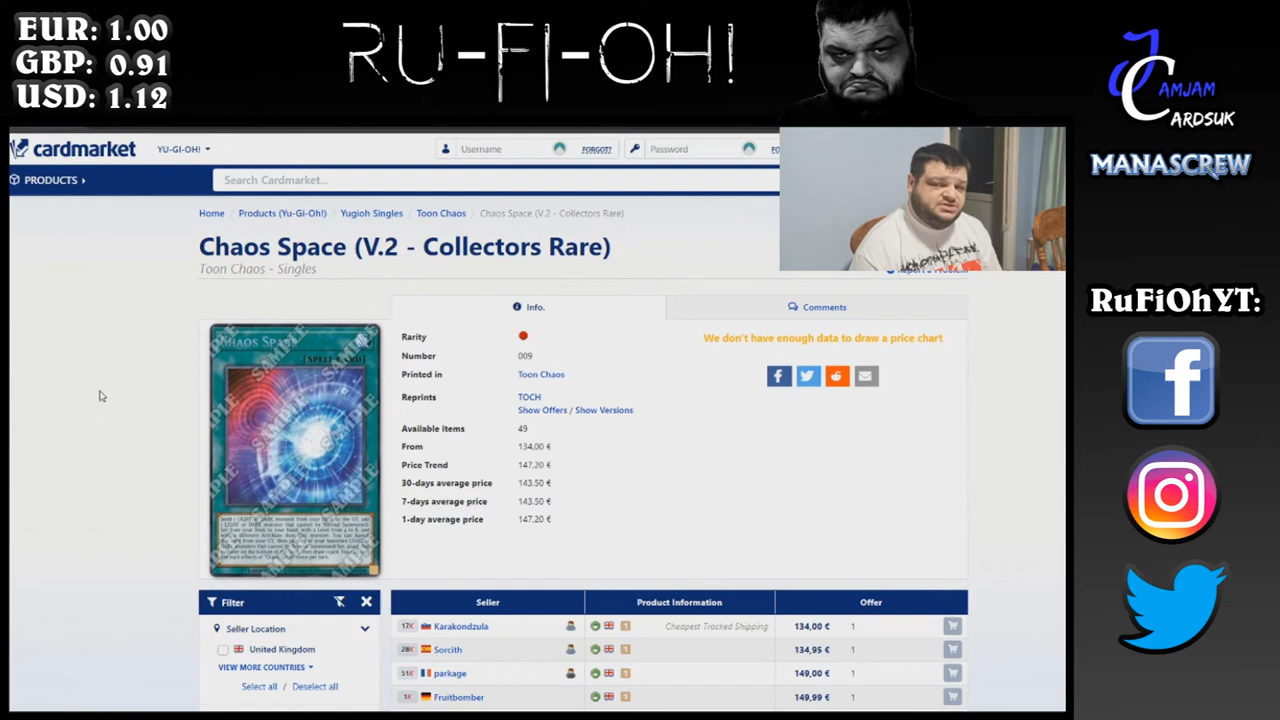 EUR: 1.00
GBP: 0.91
USD: 1.12
RU-FI-OH!
JAMJAM
CARDSUK
MANASCREW
RuFiOhYT:
cardmarket
YU-GI-OH!
Username
FORGOT?
Password
PRODUCTS
Search Cardmarket...
Home
Products (Yu-Gi-Oh!)
Yugioh Singles
Toon Chaos
Chaos Space (V.2 - Collectors Rare)
Chaos Space (V.2 - Collectors Rare)
Toon Chaos - Singles
Report a Problem
Info.
Comments
CHAOS SPACE
[SPELL CARD]
SAMPLE
Rarity
Number 009
Printed in Toon Chaos
Reprints TOCH
Show Offers / Show Versions
Available items 49
From 134,00 €
Price Trend 147,20 €
30-days average price 143.50 €
7-days average price 143.50 €
1-day average price 147,20 €
We don't have enough data to draw a price chart
Filter
Seller Location
United Kingdom
VIEW MORE COUNTRIES
Select all / Deselect all
Seller Product Information Offer
17K Karakondzula 1 Cheapest Tracked Shipping 134,00 € 1
28K Sorcith 1 134,95 € 1
51K parkage 1 149,00 € 1
1K Fruitbomber 1 149,99 € 1